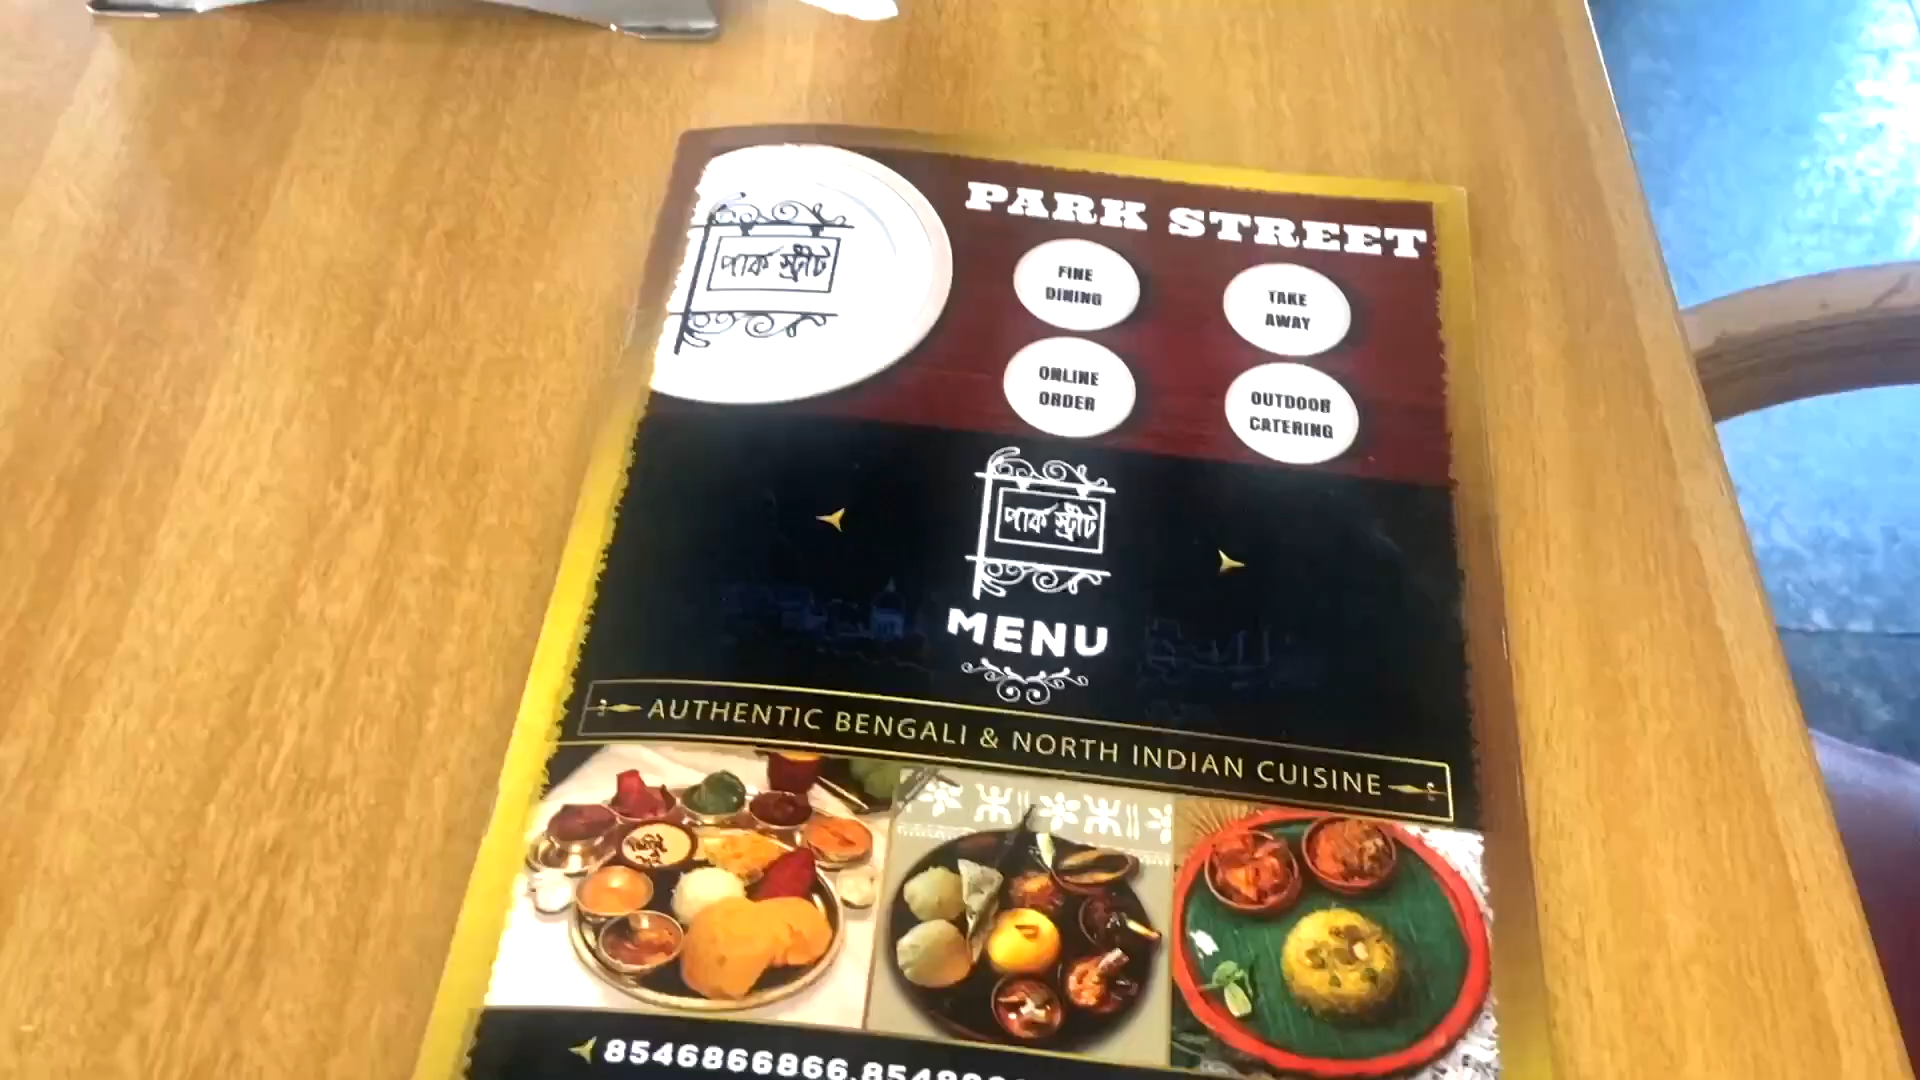 পার্ক স্ট্রীট
PARK STREET
FINE
DINING
TAKE
AWAY
ONLINE
ORDER
OUTDOOR
CATERING
পার্ক স্ট্রীট
MENU
AUTHENTIC BENGALI & NORTH INDIAN CUISINE
8546866866,